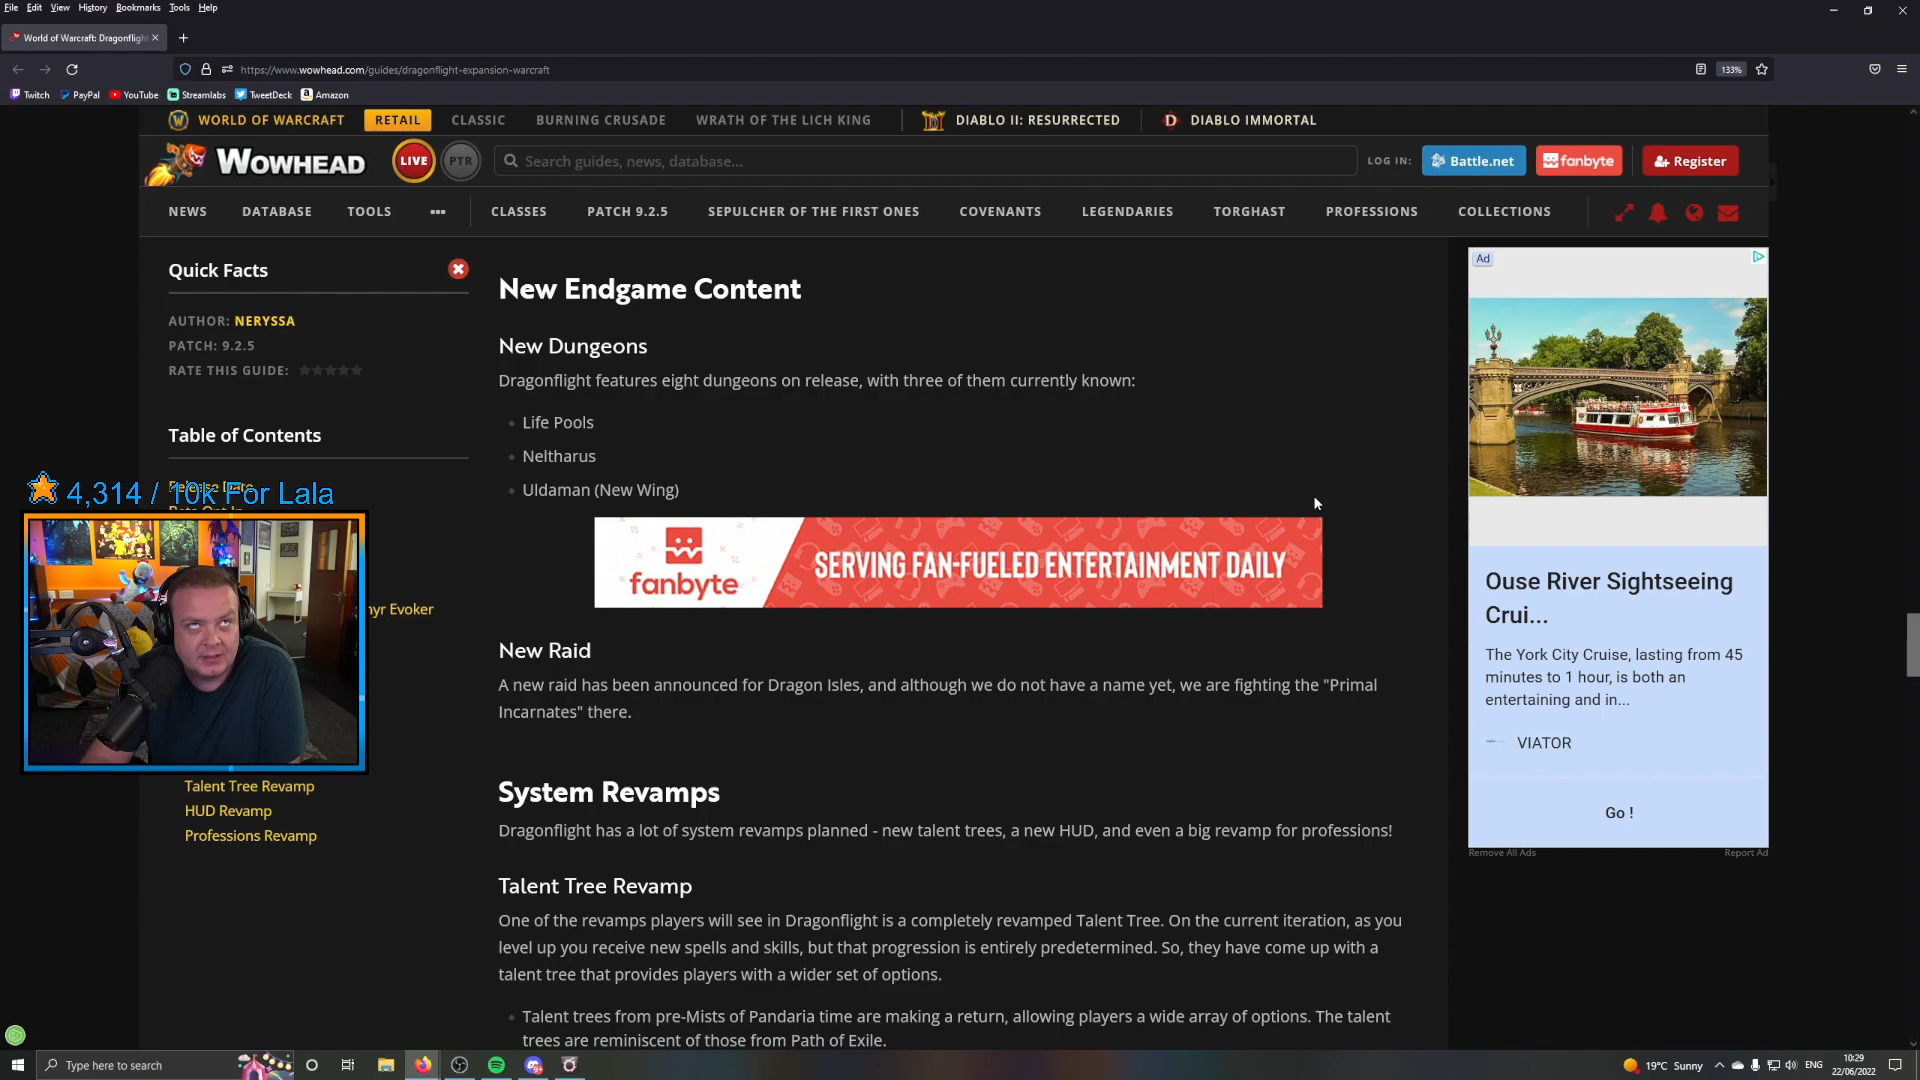 File Edit View History Bookmarks Tools Help
World of Warcraft: Dragonfligh
https://www.wowhead.com/guides/dragonflight-expansion-warcraft
133%
Twitch PayPal YouTube Streamlabs TweetDeck Amazon
WORLD OF WARCRAFT RETAIL CLASSIC BURNING CRUSADE WRATH OF THE LICH KING DIABLO II: RESURRECTED DIABLO IMMORTAL
WOWHEAD LIVE PTR Search guides, news, database... LOG IN: Battle.net fanbyte Register
NEWS DATABASE TOOLS ••• CLASSES PATCH 9.2.5 SEPULCHER OF THE FIRST ONES COVENANTS LEGENDARIES TORGHAST PROFESSIONS COLLECTIONS
Quick Facts
AUTHOR: NERYSSA
PATCH: 9.2.5
RATE THIS GUIDE:
Table of Contents
4,314 / 10k For Lala
nyr Evoker
Talent Tree Revamp
HUD Revamp
Professions Revamp
New Endgame Content
New Dungeons
Dragonflight features eight dungeons on release, with three of them currently known:
Life Pools
Neltharus
Uldaman (New Wing)
fanbyte SERVING FAN-FUELED ENTERTAINMENT DAILY
New Raid
A new raid has been announced for Dragon Isles, and although we do not have a name yet, we are fighting the "Primal
Incarnates" there.
System Revamps
Dragonflight has a lot of system revamps planned - new talent trees, a new HUD, and even a big revamp for professions!
Talent Tree Revamp
One of the revamps players will see in Dragonflight is a completely revamped Talent Tree. On the current iteration, as you
level up you receive new spells and skills, but that progression is entirely predetermined. So, they have come up with a
talent tree that provides players with a wider set of options.
Talent trees from pre-Mists of Pandaria time are making a return, allowing players a wide array of options. The talent
trees are reminiscent of those from Path of Exile.
Ad
Ouse River Sightseeing
Crui...
The York City Cruise, lasting from 45
minutes to 1 hour, is both an
entertaining and in...
VIATOR
Go !
Remove All Ads Report Ad
Type here to search
19°C Sunny
ENG
10:29
22/06/2022